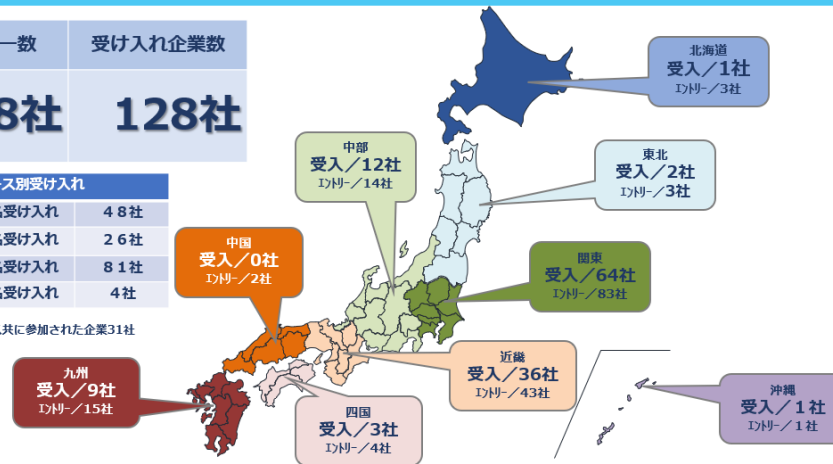 ー数 受け入れ企業数
8社 128社
ース別受け入れ
受け入れ 48社
受け入れ 26社
受け入れ 81社
受け入れ 4社
共に参加された企業31社
北海道
受入/1社
エントリー/3社
東北
受入/2社
エントリー/3社
中部
受入/12社
エントリー/14社
中国
受入/0社
エントリー/2社
関東
受入/64社
エントリー/83社
近畿
受入/36社
エントリー/43社
九州
受入/9社
エントリー/15社
四国
受入/3社
エントリー/4社
沖縄
受入/1社
エントリー/1社